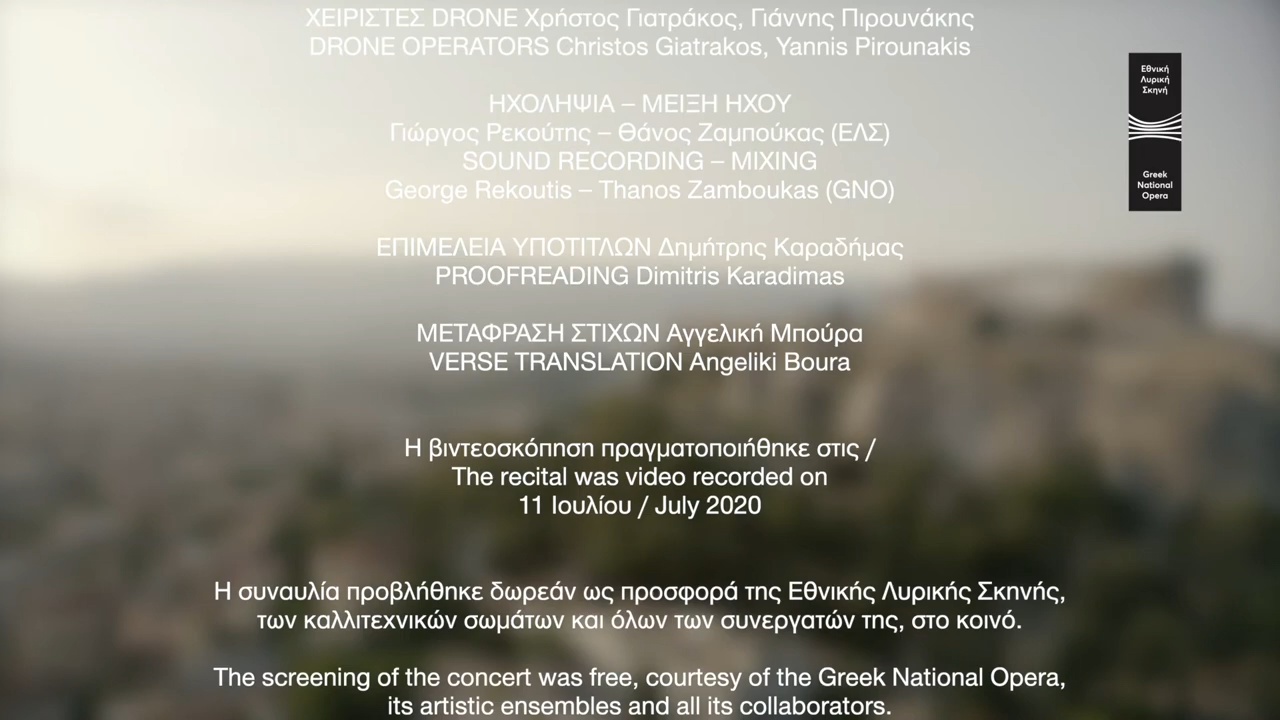 ΧΕΙΡΙΣΤΕΣ DRONE Χρήστος Γιατράκος, Γιάννης Πιρουνάκης
DRONE OPERATORS Christos Giatrakos, Yannis Pirounakis
ΗΧΟΛΗΨΙΑ – ΜΕΙΞΗ ΗΧΟΥ
Γιώργος Ρεκούτης – Θάνος Ζαμπούκας (ΕΛΣ)
SOUND RECORDING – MIXING
George Rekoutis – Thanos Zamboukas (GNO)
ΕΠΙΜΕΛΕΙΑ ΥΠΟΤΙΤΛΩΝ Δημήτρης Καραδήμας
PROOFREADING Dimitris Karadimas
ΜΕΤΑΦΡΑΣΗ ΣΤΙΧΩΝ Αγγελική Μπούρα
VERSE TRANSLATION Angeliki Boura
Η βιντεοσκόπηση πραγματοποιήθηκε στις /
The recital was video recorded on
11 Ιουλίου / July 2020
Η συναυλία προβλήθηκε δωρεάν ως προσφορά της Εθνικής Λυρικής Σκηνής,
των καλλιτεχνικών σωμάτων και όλων των συνεργατών της, στο κοινό.
The screening of the concert was free, courtesy of the Greek National Opera,
its artistic ensembles and all its collaborators.
Εθνική
Λυρική
Σκηνή
Greek
National
Opera